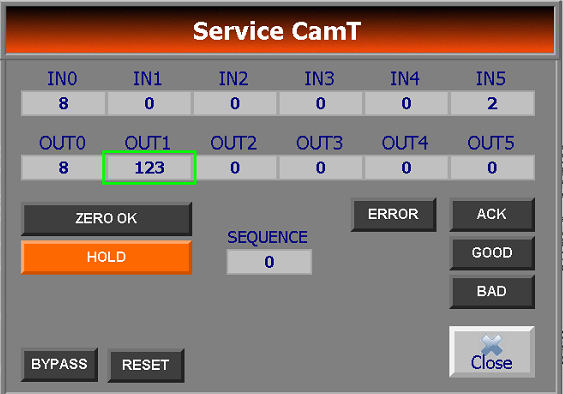 Service CamT
IN0 IN1 IN2 IN3 IN4 IN5
8 0 0 0 0 2
OUT0 OUT1 OUT2 OUT3 OUT4 OUT5
8 123 0 0 0 0
ZERO OK
ERROR
ACK
HOLD
SEQUENCE
0
GOOD
BAD
BYPASS
RESET
Close